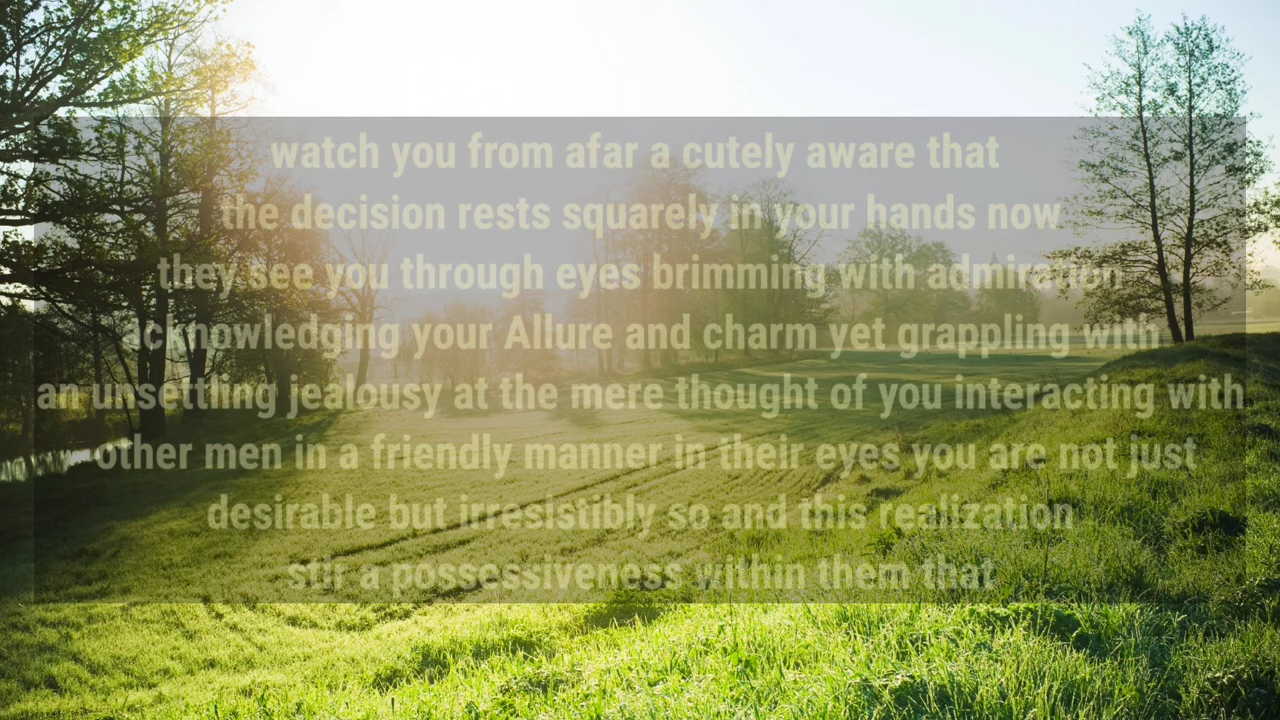 watch you from afar a cutely aware that
the decision rests squarely in your hands now
they see you through eyes brimming with admiration
cknowledging your Allure and charm yet grappling with
an unsettling jealousy at the mere thought of you interacting with
other men in a friendly manner in their eyes you are not just
desirable but irresistibly so and this realization
stir a possessiveness within them that